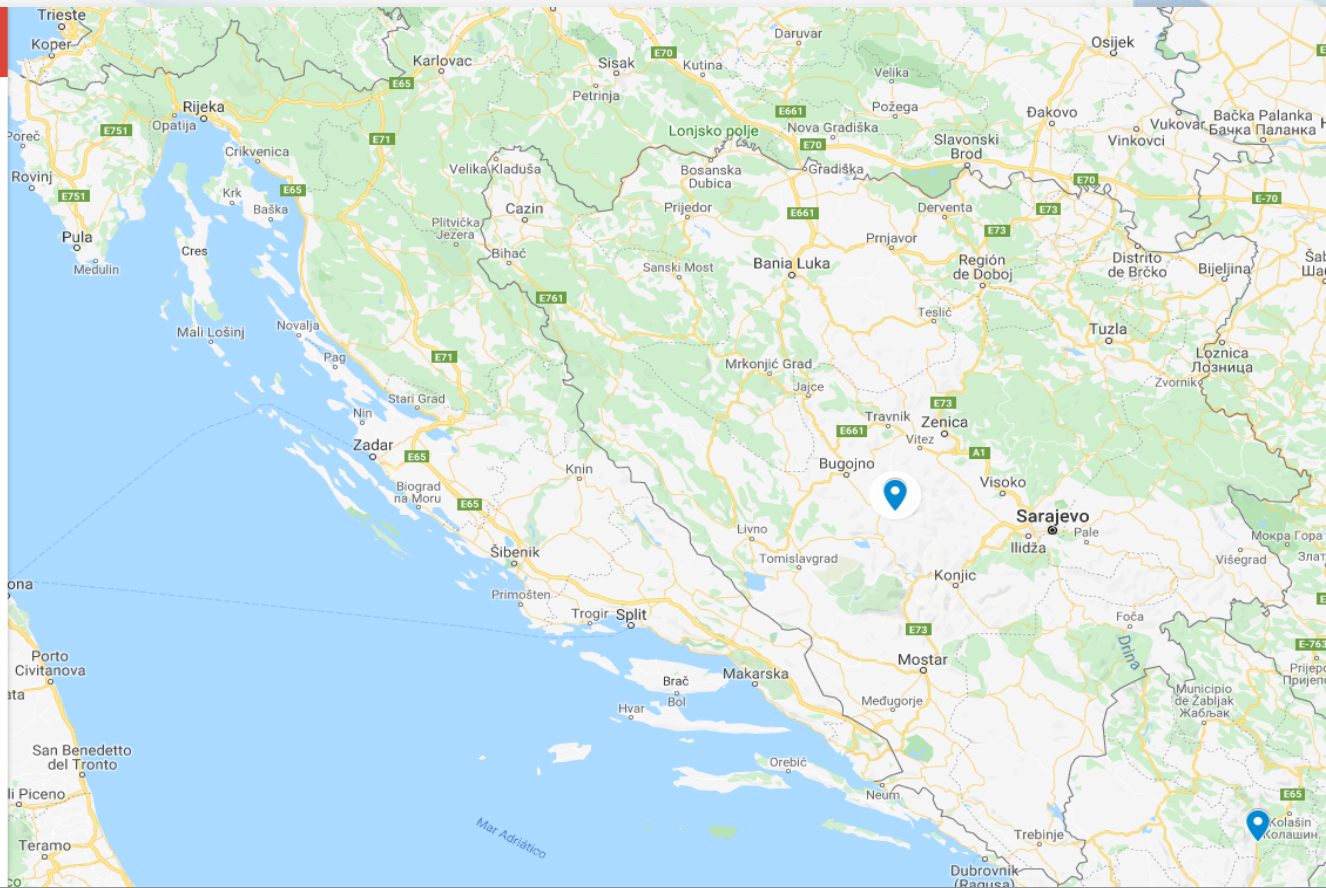 Trieste
Koper
Karlovac
Sisak
E70
Kutina
Daruvar
Osijek
E65
Petrinja
Velika
Rijeka
Opatija
E751
E71
E661
Požega
Đakovo
Vukovar
Bačka Palanka
Бачка Паланка
Poreč
Crikvenica
Lonjsko polje
Nova Gradiška
E70
Slavonski
Brod
Vinkovci
Rovinj
E751
Krk
E65
Velika Kladuša
Bosanska
Dubica
Gradiška
E70
E-70
Baška
Cazin
Prijedor
E661
Derventa
E73
Pula
Plitvička
Jezera
Prnjavor
E73
Medulin
Cres
Bihać
Sanski Most
Bania Luka
Región
de Doboj
Distrito
de Brčko
Bijeljina
E761
Teslić
Mali Lošinj
Novalja
Tuzla
Pag
E71
Mrkonjić Grad
Loznica
Лозница
Jajce
Zvornik
Stari Grad
Nin
E73
Travnik
Zenica
E661
Vitez
Zadar
E65
A1
Bugojno
Knin
Visoko
Biograd
na Moru
E65
Sarajevo
Livno
Pale
Мокра Гора
Šibenik
Ilidža
Tomislavgrad
Višegrad
Konjic
Primošten
Trogir
Split
Foča
E73
Drina
E-763
Porto
Civitanova
Mostar
Brač
Makarska
Bol
Hvar
Međugorje
Municipio
de Žabljak
Жабљак
San Benedetto
del Tronto
Orebić
Neum
E65
Mar Adriático
Kolašin
Колашин
Teramo
Trebinje
Dubrovnik
(Ragusa)